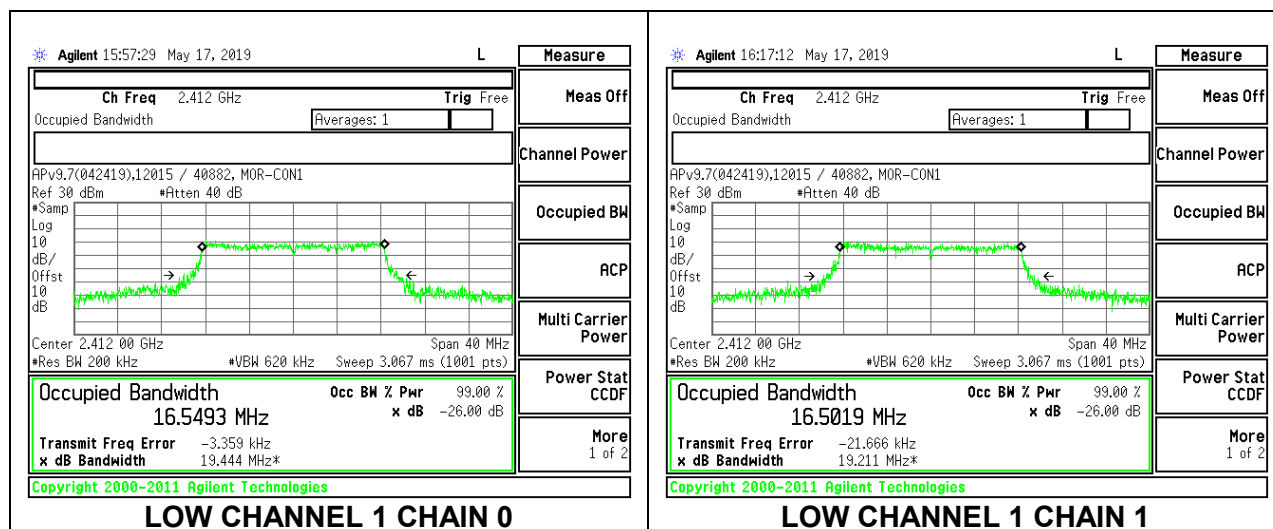 Agilent 15:57:29 May 17, 2019 L
Measure
Ch Freq 2.412 GHz Trig Free
Meas Off
Occupied Bandwidth Averages: 1
Channel Power
APv9.7(042419),12015 / 40882, MOR-CON1
Ref 30 dBm #Atten 40 dB
#Samp
Occupied BW
Log
10
dB/
ACP
Offst
10
dB
Multi Carrier
Power
Center 2.412 00 GHz Span 40 MHz
#Res BW 200 kHz #VBW 620 kHz Sweep 3.067 ms (1001 pts)
Power Stat
CCDF
Occupied Bandwidth Occ BW % Pwr 99.00 %
16.5493 MHz x dB -26.00 dB
More
1 of 2
Transmit Freq Error -3.359 kHz
x dB Bandwidth 19.444 MHz*
Copyright 2000-2011 Agilent Technologies
LOW CHANNEL 1 CHAIN 0
Agilent 16:17:12 May 17, 2019 L
Measure
Ch Freq 2.412 GHz Trig Free
Meas Off
Occupied Bandwidth Averages: 1
Channel Power
APv9.7(042419),12015 / 40882, MOR-CON1
Ref 30 dBm #Atten 40 dB
#Samp
Occupied BW
Log
10
dB/
ACP
Offst
10
dB
Multi Carrier
Power
Center 2.412 00 GHz Span 40 MHz
#Res BW 200 kHz #VBW 620 kHz Sweep 3.067 ms (1001 pts)
Power Stat
CCDF
Occupied Bandwidth Occ BW % Pwr 99.00 %
16.5019 MHz x dB -26.00 dB
More
1 of 2
Transmit Freq Error -21.666 kHz
x dB Bandwidth 19.211 MHz*
Copyright 2000-2011 Agilent Technologies
LOW CHANNEL 1 CHAIN 1